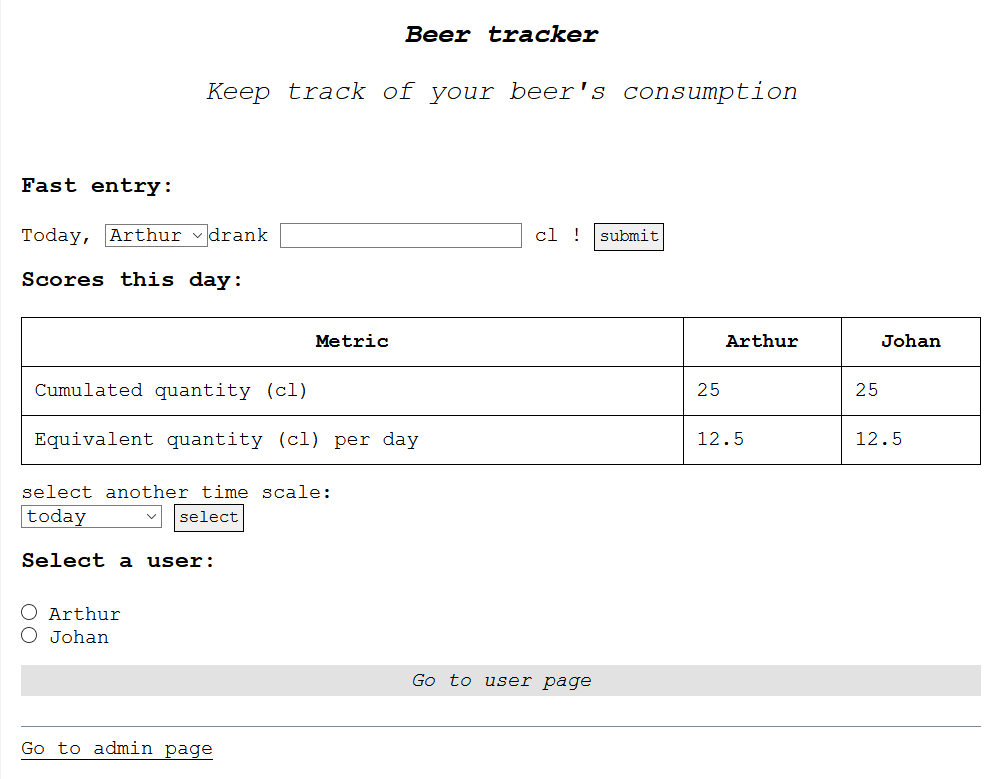 Beer tracker
Keep track of your beer's consumption
Fast entry:
Today, Arthur drank cl ! submit
Scores this day:
Metric Arthur Johan
Cumulated quantity (cl) 25 25
Equivalent quantity (cl) per day 12.5 12.5
select another time scale:
today select
Select a user:
Arthur
Johan
Go to user page
Go to admin page